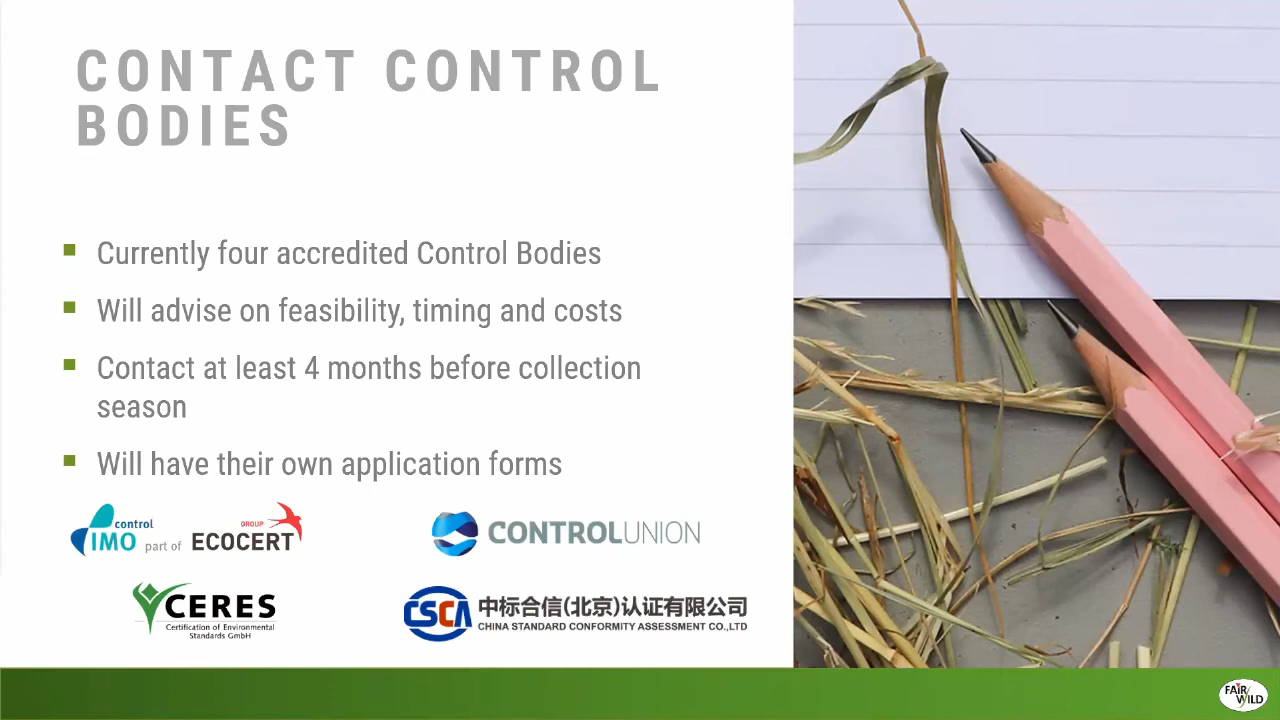 CONTACT CONTROL
BODIES
Currently four accredited Control Bodies
Will advise on feasibility, timing and costs
Contact at least 4 months before collection
season
Will have their own application forms
control
IMO
part of
GROUP
ECOCERT
CONTROLUNION
CERES
Certification of Environmental
Standards GmbH
CSCA
中标合信(北京)认证有限公司
CHINA STANDARD CONFORMITY ASSESSMENT CO.,LTD
FAIR
WILD